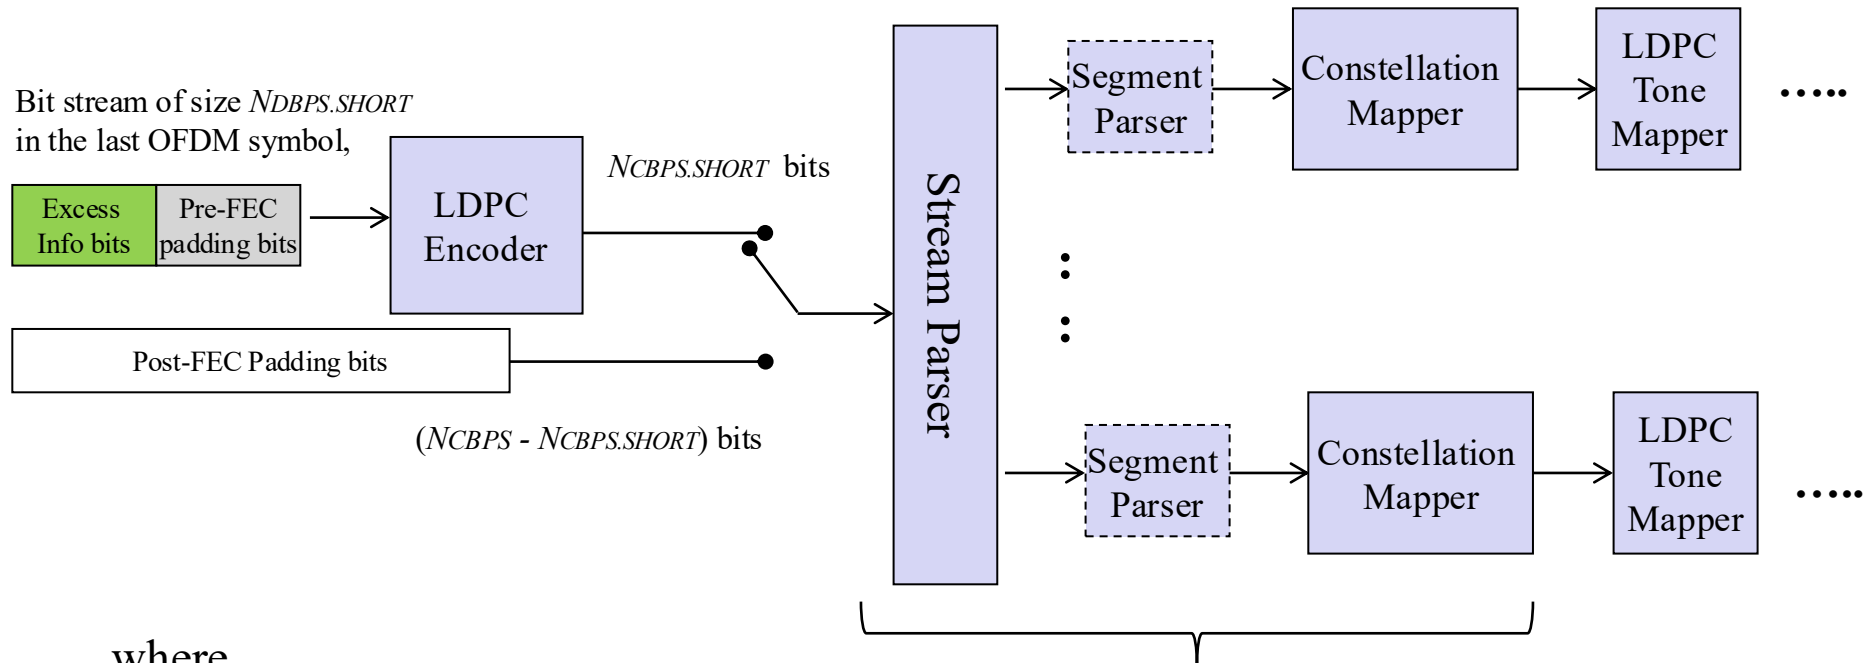 Bit stream of size NDBPS.SHORT
in the last OFDM symbol,
Excess
Info bits
Pre-FEC
padding bits
LDPC
Encoder
NCBPS.SHORT bits
Post-FEC Padding bits
(NCBPS - NCBPS.SHORT) bits
Stream Parser
Segment
Parser
Constellation
Mapper
LDPC
Tone
Mapper
.....
Segment
Parser
Constellation
Mapper
LDPC
Tone
Mapper
.....
where